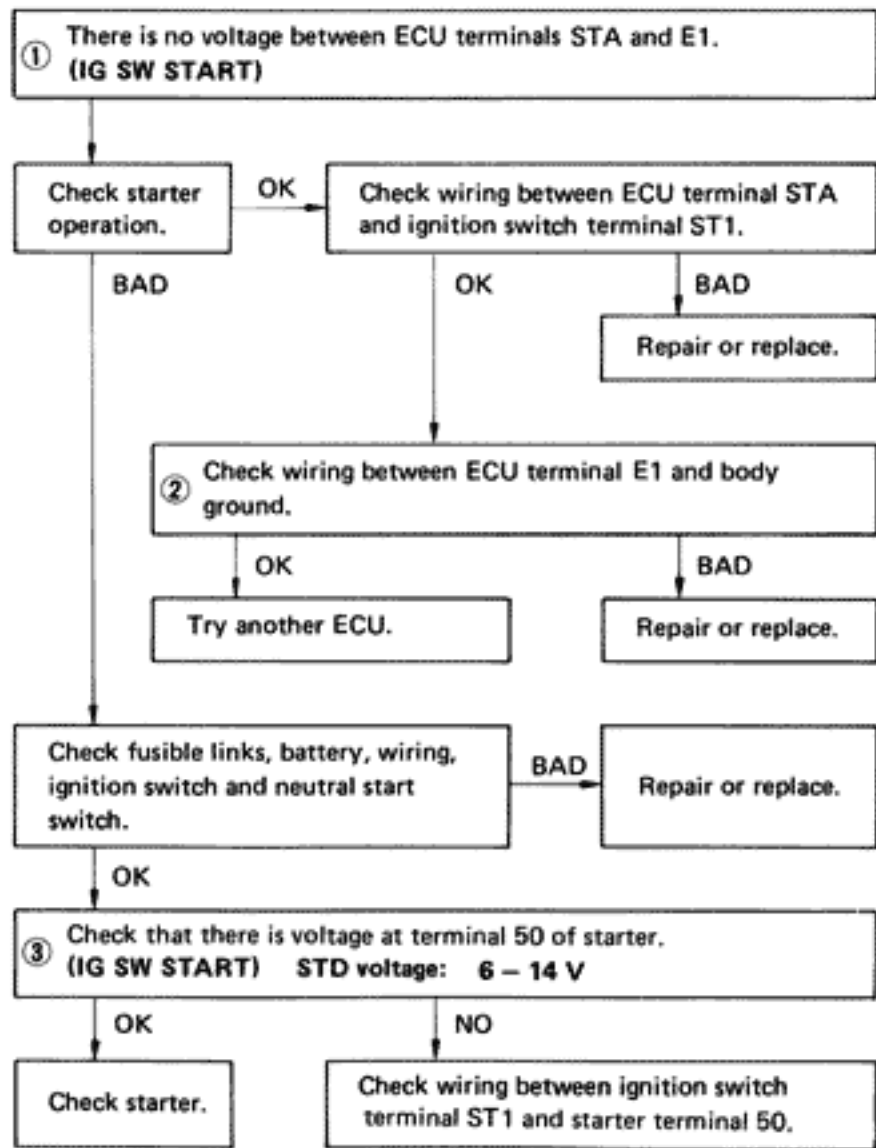 ① There is no voltage between ECU terminals STA and E1.
(IG SW START)
Check starter
operation.
OK
Check wiring between ECU terminal STA
and ignition switch terminal ST1.
BAD
OK
BAD
Repair or replace.
② Check wiring between ECU terminal E1 and body
ground.
OK
BAD
Try another ECU.
Repair or replace.
Check fusible links, battery, wiring,
ignition switch and neutral start
switch.
BAD
Repair or replace.
OK
③ Check that there is voltage at terminal 50 of starter.
(IG SW START) STD voltage: 6 – 14 V
OK
NO
Check starter.
Check wiring between ignition switch
terminal ST1 and starter terminal 50.